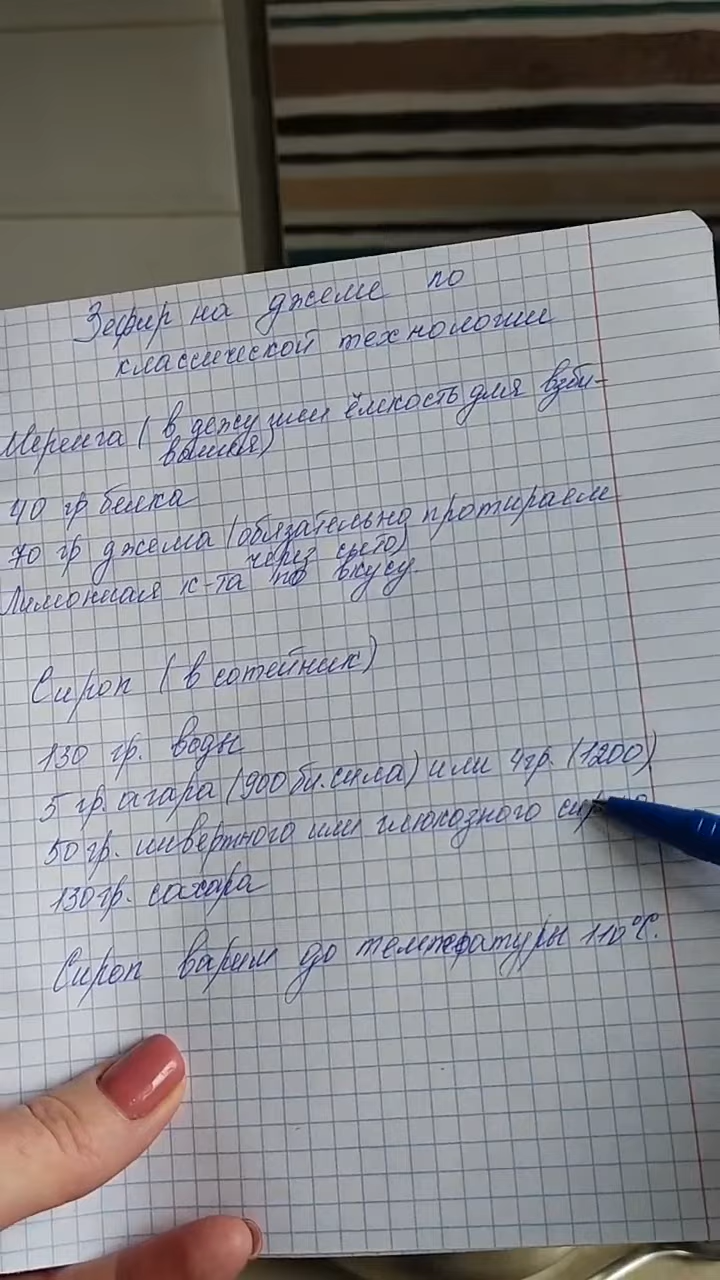 Зефир на джеме по
классической технологии
Меренга (в дежу или ёмкость для взби-
вания)
40 гр белка
70 гр джема (обязательно протираем
через сито)
Лимонная к-та по вкусу.
Сироп (в сотейник)
130 гр. воды
5 гр. агара (900 бл. сила) или 4гр. (1200)
50 гр. инвертного или глюкозного
130 гр. сахара
Сироп варим до температуры 110°С.